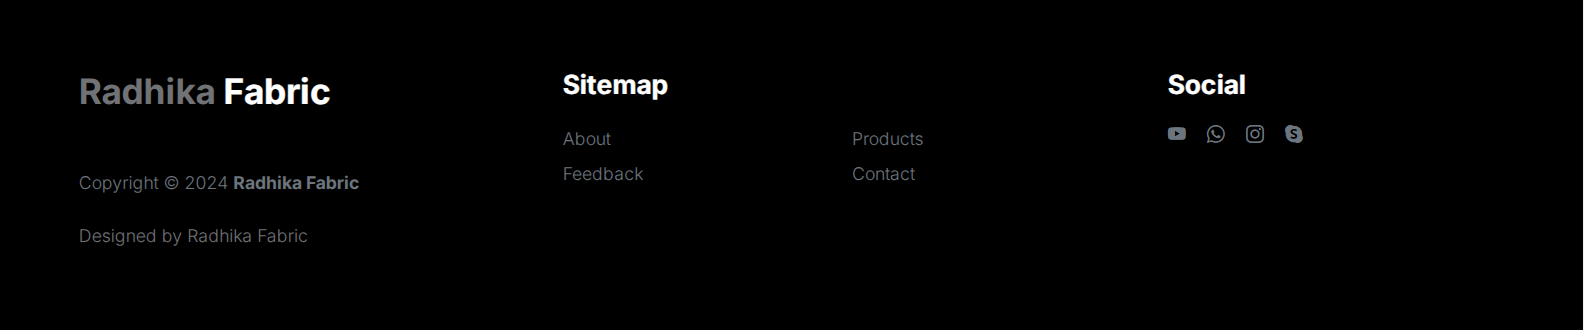 Radhika Fabric
Copyright © 2024 Radhika Fabric
Designed by Radhika Fabric
Sitemap
About
Feedback
Products
Contact
Social